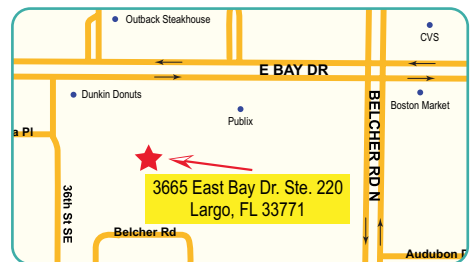 Outback Steakhouse
CVS
E BAY DR
Dunkin Donuts
Boston Market
Publix
BELCHER RD N
a Pl
3665 East Bay Dr. Ste. 220
Largo, FL 33771
36th St SE
Belcher Rd
Audubon